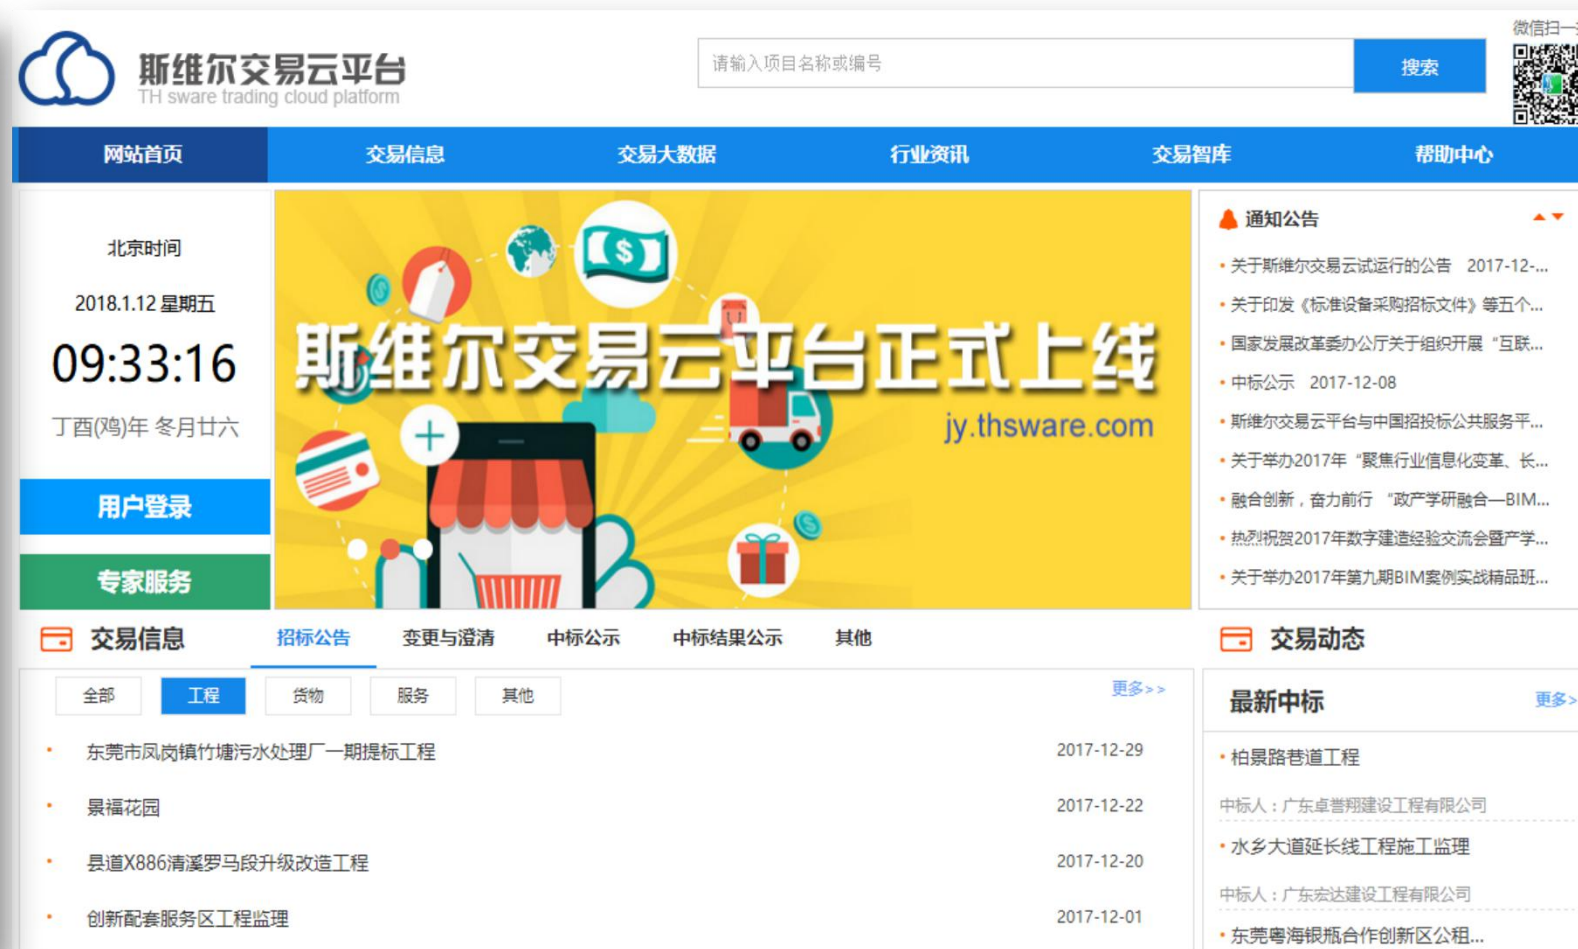 斯维尔交易云平台
TH sware trading cloud platform
请输入项目名称或编号
搜索
微信扫一
网站首页
交易信息
交易大数据
行业资讯
交易智库
帮助中心
北京时间
2018.1.12 星期五
09:33:16
丁酉(鸡)年 冬月廿六
用户登录
专家服务
斯维尔交易云平台正式上线
jy.thsware.com
通知公告
关于斯维尔交易云试运行的公告 2017-12-...
关于印发《标准设备采购招标文件》等五个...
国家发展改革委办公厅关于组织开展“互联...
中标公示 2017-12-08
斯维尔交易云平台与中国招投标公共服务平...
关于举办2017年“聚焦行业信息化变革、长...
融合创新，奋力前行 “政产学研融合—BIM...
热烈祝贺2017年数字建造经验交流会暨产学...
关于举办2017年第九期BIM案例实战精品班...
交易信息
招标公告
变更与澄清
中标公示
中标结果公示
其他
全部
工程
货物
服务
其他
更多>>
东莞市凤岗镇竹塘污水处理厂一期提标工程 2017-12-29
景福花园 2017-12-22
县道X886清溪罗马段升级改造工程 2017-12-20
创新配套服务区工程监理 2017-12-01
交易动态
最新中标
更多>
柏景路巷道工程
中标人：广东卓誉翔建设工程有限公司
水乡大道延长线工程施工监理
中标人：广东宏达建设工程有限公司
东莞粤海银瓶合作创新区公租...